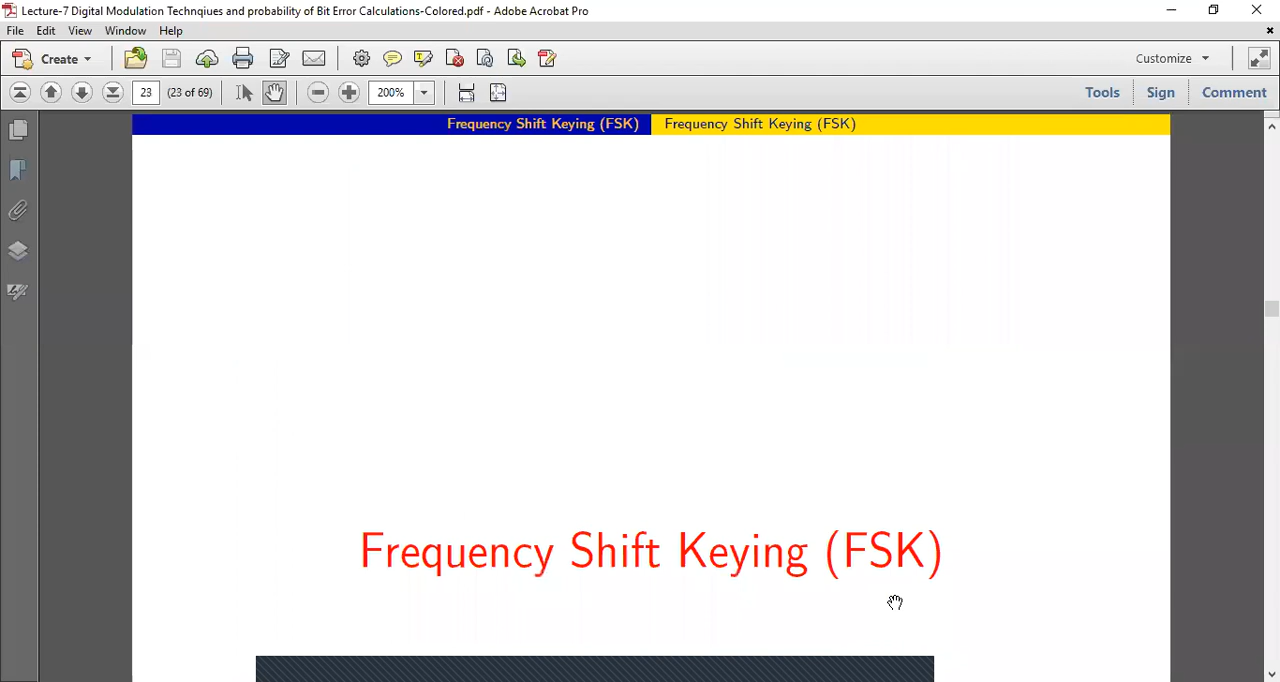 Lecture-7 Digital Modulation Technqiues and probability of Bit Error Calculations-Colored.pdf - Adobe Acrobat Pro
File Edit View Window Help
Create Customize
23 (23 of 69) 200% Tools Sign Comment
Frequency Shift Keying (FSK) Frequency Shift Keying (FSK)
Frequency Shift Keying (FSK)